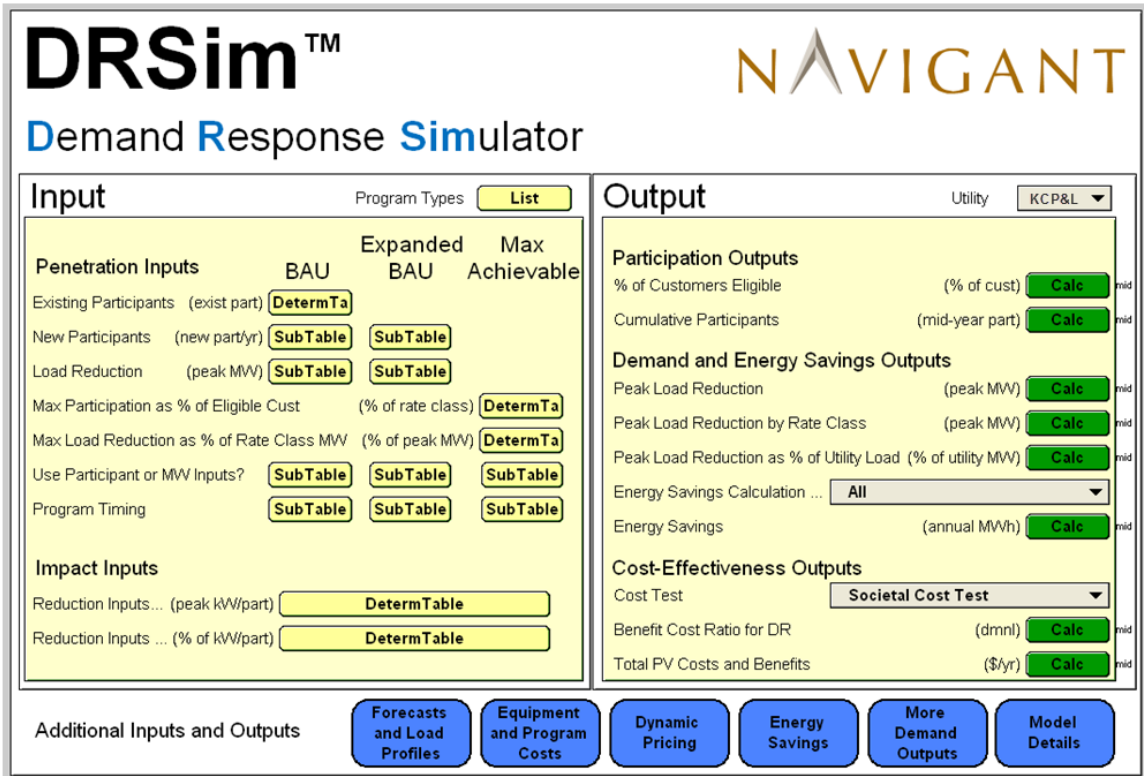 DRSim™
NAVIGANT
Demand Response Simulator
Input
Program Types List
Penetration Inputs BAU Expanded BAU Max Achievable
Existing Participants (exist part) DetermTa
New Participants (new part/yr) SubTable SubTable
Load Reduction (peak MW) SubTable SubTable
Max Participation as % of Eligible Cust (% of rate class) DetermTa
Max Load Reduction as % of Rate Class MW (% of peak MW) DetermTa
Use Participant or MW Inputs? SubTable SubTable SubTable
Program Timing SubTable SubTable SubTable
Impact Inputs
Reduction Inputs... (peak kW/part) DetermTable
Reduction Inputs ... (% of kW/part) DetermTable
Output
Utility KCP&L
Participation Outputs
% of Customers Eligible (% of cust) Calc mid
Cumulative Participants (mid-year part) Calc mid
Demand and Energy Savings Outputs
Peak Load Reduction (peak MW) Calc mid
Peak Load Reduction by Rate Class (peak MW) Calc mid
Peak Load Reduction as % of Utility Load (% of utility MW) Calc mid
Energy Savings Calculation ... All
Energy Savings (annual MWh) Calc mid
Cost-Effectiveness Outputs
Cost Test Societal Cost Test
Benefit Cost Ratio for DR (dmnl) Calc mid
Total PV Costs and Benefits ($/yr) Calc mid
Additional Inputs and Outputs
Forecasts and Load Profiles
Equipment and Program Costs
Dynamic Pricing
Energy Savings
More Demand Outputs
Model Details